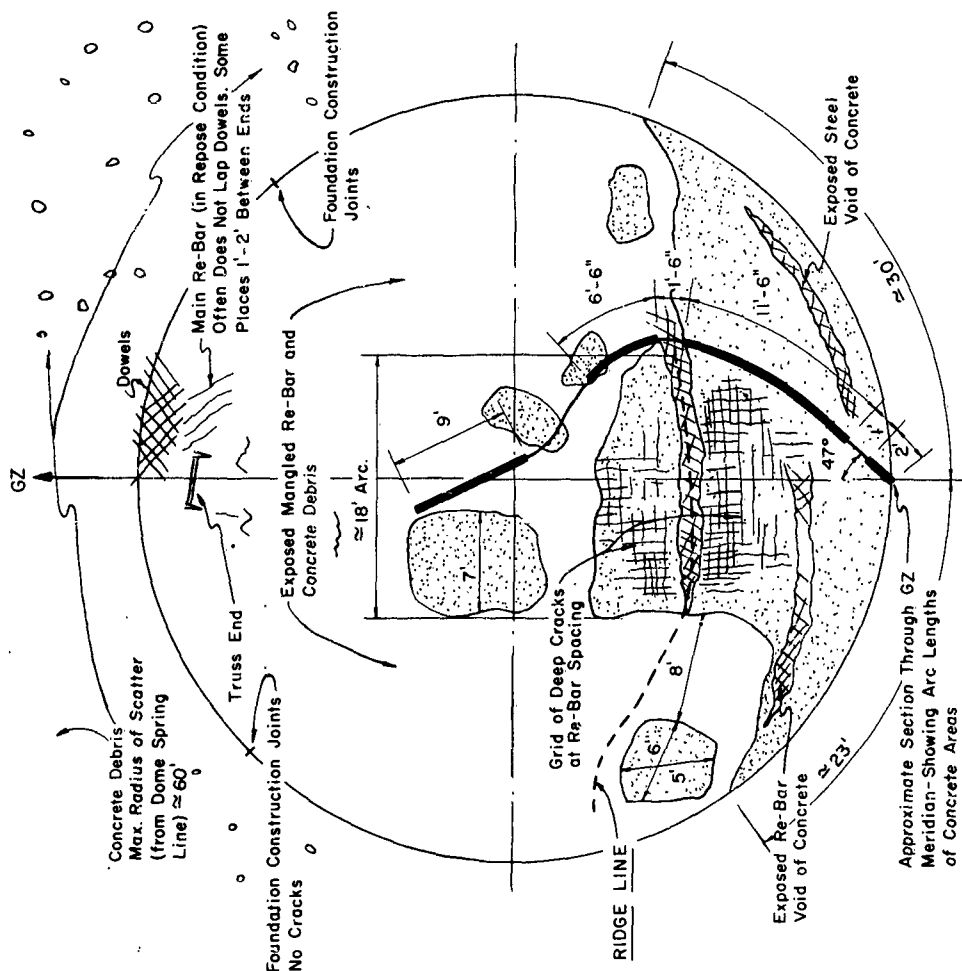 GZ
Concrete Debris
Max. Radius of Scatter
(from Dome Spring
Line) ≃ 60'
Dowels
Main Re-Bar (in Repose Condition)
Often Does Not Lap Dowels. Some
Places 1'-2' Between Ends
Truss End
Foundation Construction Joints
No Cracks
Foundation Construction
Joints
Exposed Mangled Re-Bar and
Concrete Debris
≃18' Arc.
9'
7'
6'-6"
1'-6"
11'-6"
Grid of Deep Cracks
at Re-Bar Spacing
RIDGE LINE
8'
6"
5'
47°
1'
2'
Exposed Steel
Void of Concrete
Exposed Re-Bar
Void of Concrete
≃23'
≃30'
Approximate Section Through GZ
Meridian-Showing Arc Lengths
of Concrete Areas